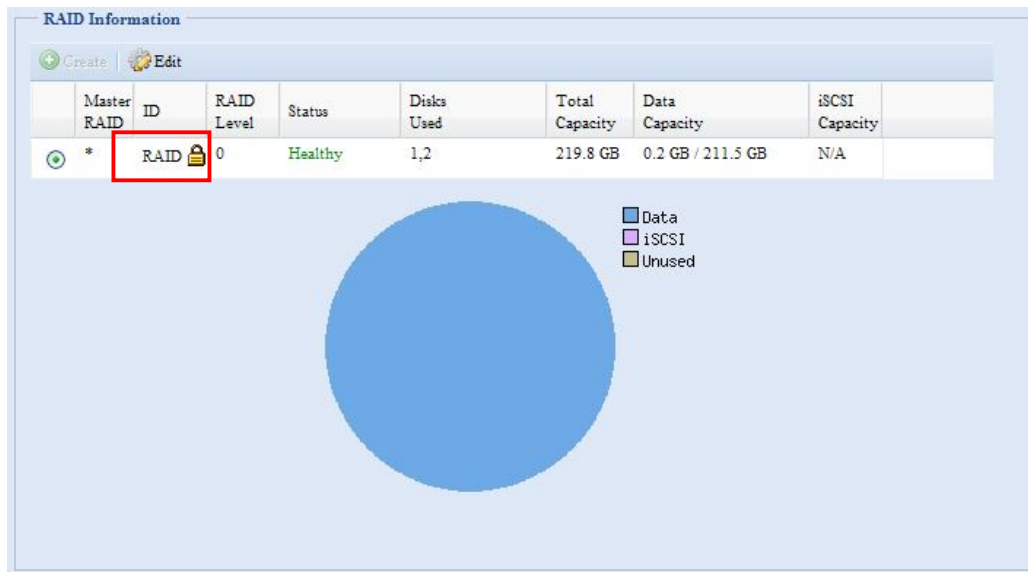 RAID Information
Create Edit
Master RAID ID RAID Level Status Disks Used Total Capacity Data Capacity iSCSI Capacity
* RAID 0 Healthy 1,2 219.8 GB 0.2 GB / 211.5 GB N/A
Data
iSCSI
Unused